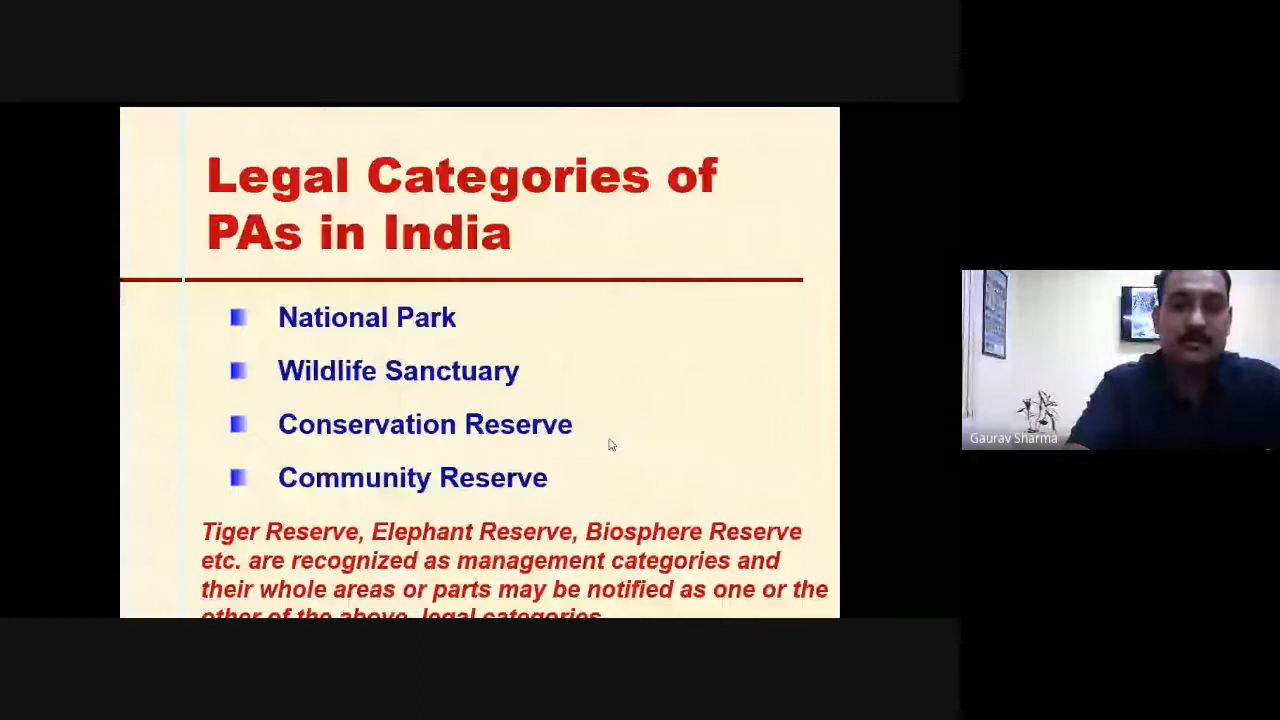 Legal Categories of
PAs in India
National Park
Wildlife Sanctuary
Conservation Reserve
Community Reserve
Tiger Reserve, Elephant Reserve, Biosphere Reserve
etc. are recognized as management categories and
their whole areas or parts may be notified as one or the
other of the above legal categories
Gaurav Sharma